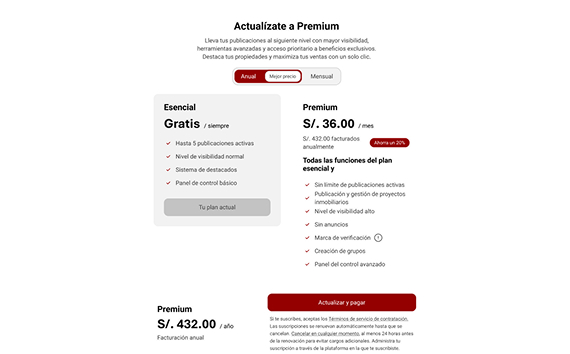 Actualízate a Premium
Lleva tus publicaciones al siguiente nivel con mayor visibilidad,
herramientas avanzadas y acceso prioritario a beneficios exclusivos.
Destaca tus propiedades y maximiza tus ventas con un solo clic.
Anual Mejor precio Mensual
Esencial
Gratis / siempre
Hasta 5 publicaciones activas
Nivel de visibilidad normal
Sistema de destacados
Panel de control básico
Tu plan actual
Premium
S/. 36.00 / mes
S/. 432.00 facturados
anualmente
Ahorra un 20%
Todas las funciones del plan
esencial y
Sin límite de publicaciones activas
Publicación y gestión de proyectos
inmobiliarios
Nivel de visibilidad alto
Sin anuncios
Marca de verificación
Creación de grupos
Panel del control avanzado
Premium
S/. 432.00 / año
Facturación anual
Actualizar y pagar
Si te suscribes, aceptas los Términos de servicio de contratación.
Las suscripciones se renuevan automáticamente hasta que se
cancelan. Cancela en cualquier momento, al menos 24 horas antes
de la renovación para evitar cargos adicionales. Administra tu
suscripción a través de la plataforma en la que te suscribiste.